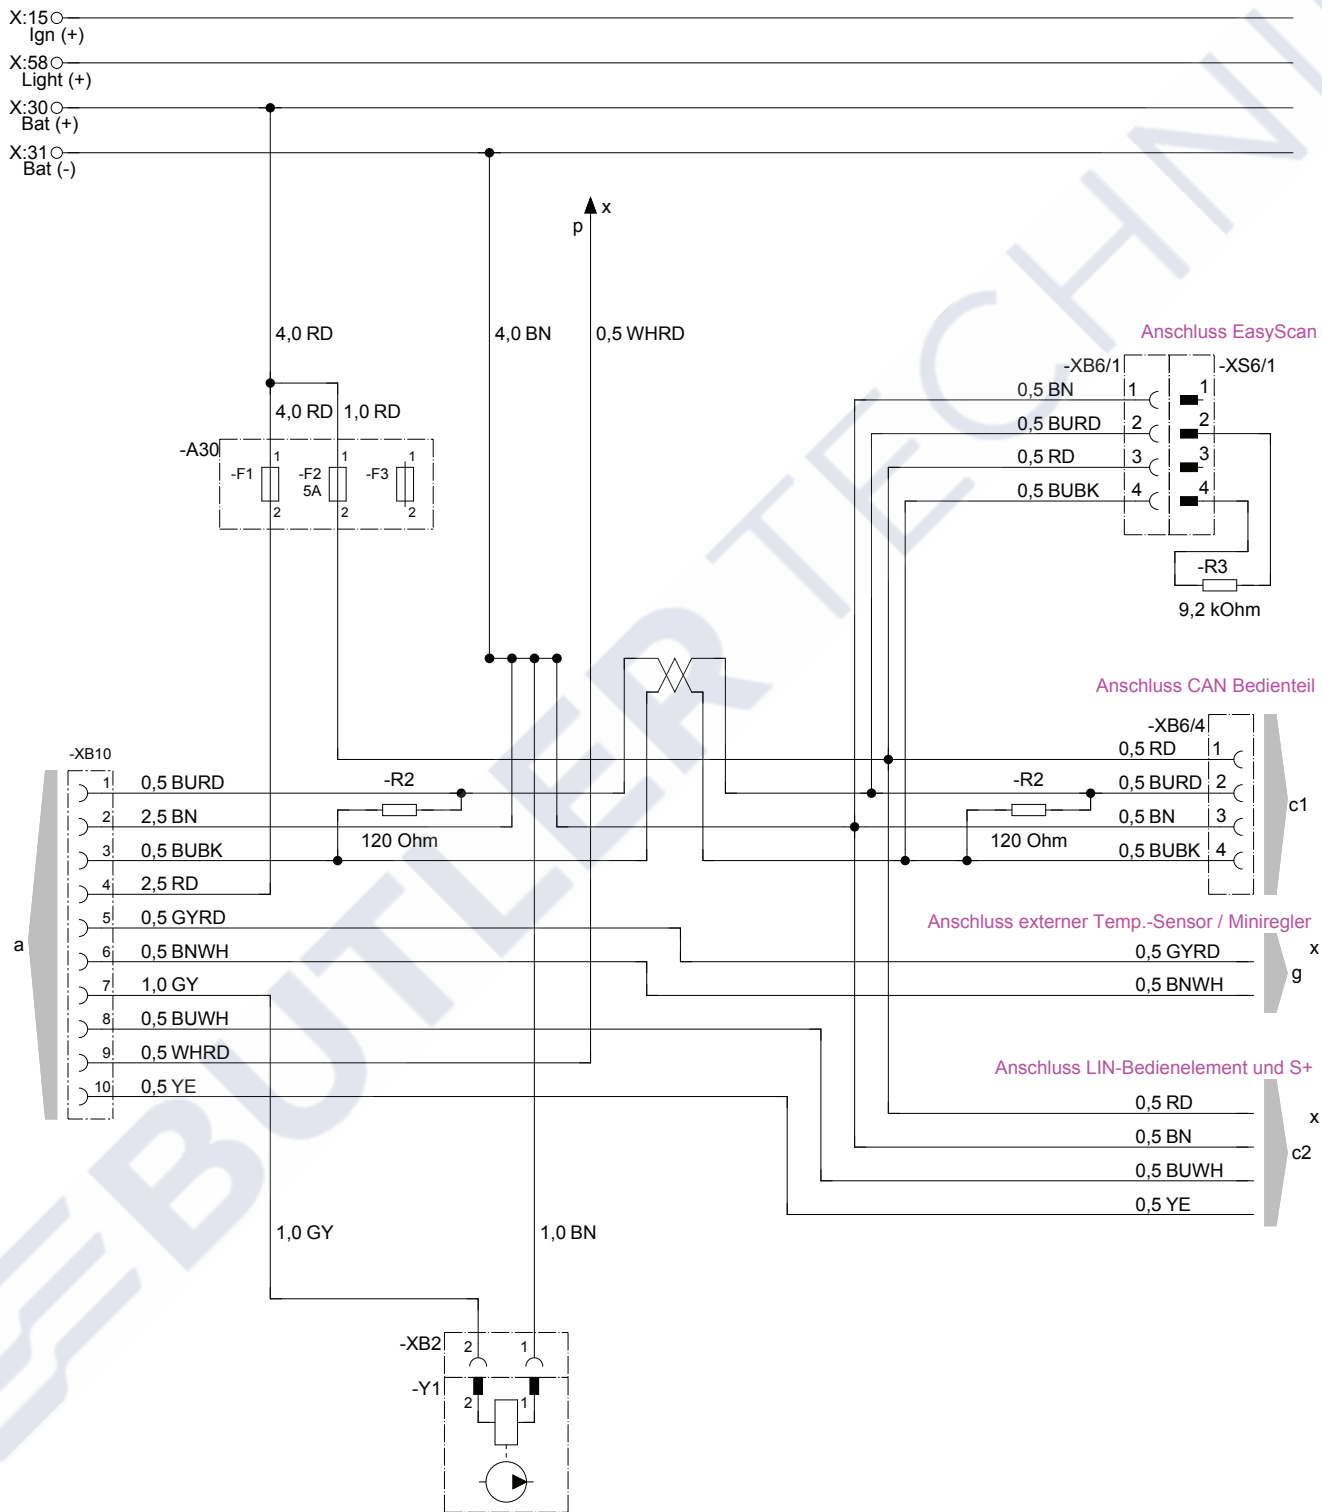 X:15
Ign (+)
X:58
Light (+)
X:30
Bat (+)
X:31
Bat (-)
x
p
4,0 RD
4,0 BN
0,5 WHRD
Anschluss EasyScan
-XB6/1
-XS6/1
0,5 BN
1
1
0,5 BURD
2
2
0,5 RD
3
3
0,5 BUBK
4
4
-R3
9,2 kOhm
4,0 RD
1,0 RD
-A30
-F1
1
2
-F2
5A
1
2
-F3
1
2
Anschluss CAN Bedienteil
-XB6/4
0,5 RD
1
0,5 BURD
2
0,5 BN
3
0,5 BUBK
4
c1
-R2
120 Ohm
-R2
120 Ohm
-XB10
1
0,5 BURD
2
2,5 BN
3
0,5 BUBK
4
2,5 RD
5
0,5 GYRD
6
0,5 BNWH
7
1,0 GY
8
0,5 BUWH
9
0,5 WHRD
10
0,5 YE
a
Anschluss externer Temp.-Sensor / Miniregler
0,5 GYRD
x
0,5 BNWH
g
Anschluss LIN-Bedienelement und S+
0,5 RD
x
0,5 BN
c2
0,5 BUWH
0,5 YE
1,0 GY
1,0 BN
-XB2
2
1
-Y1
2
1
BUTLER TECHNI